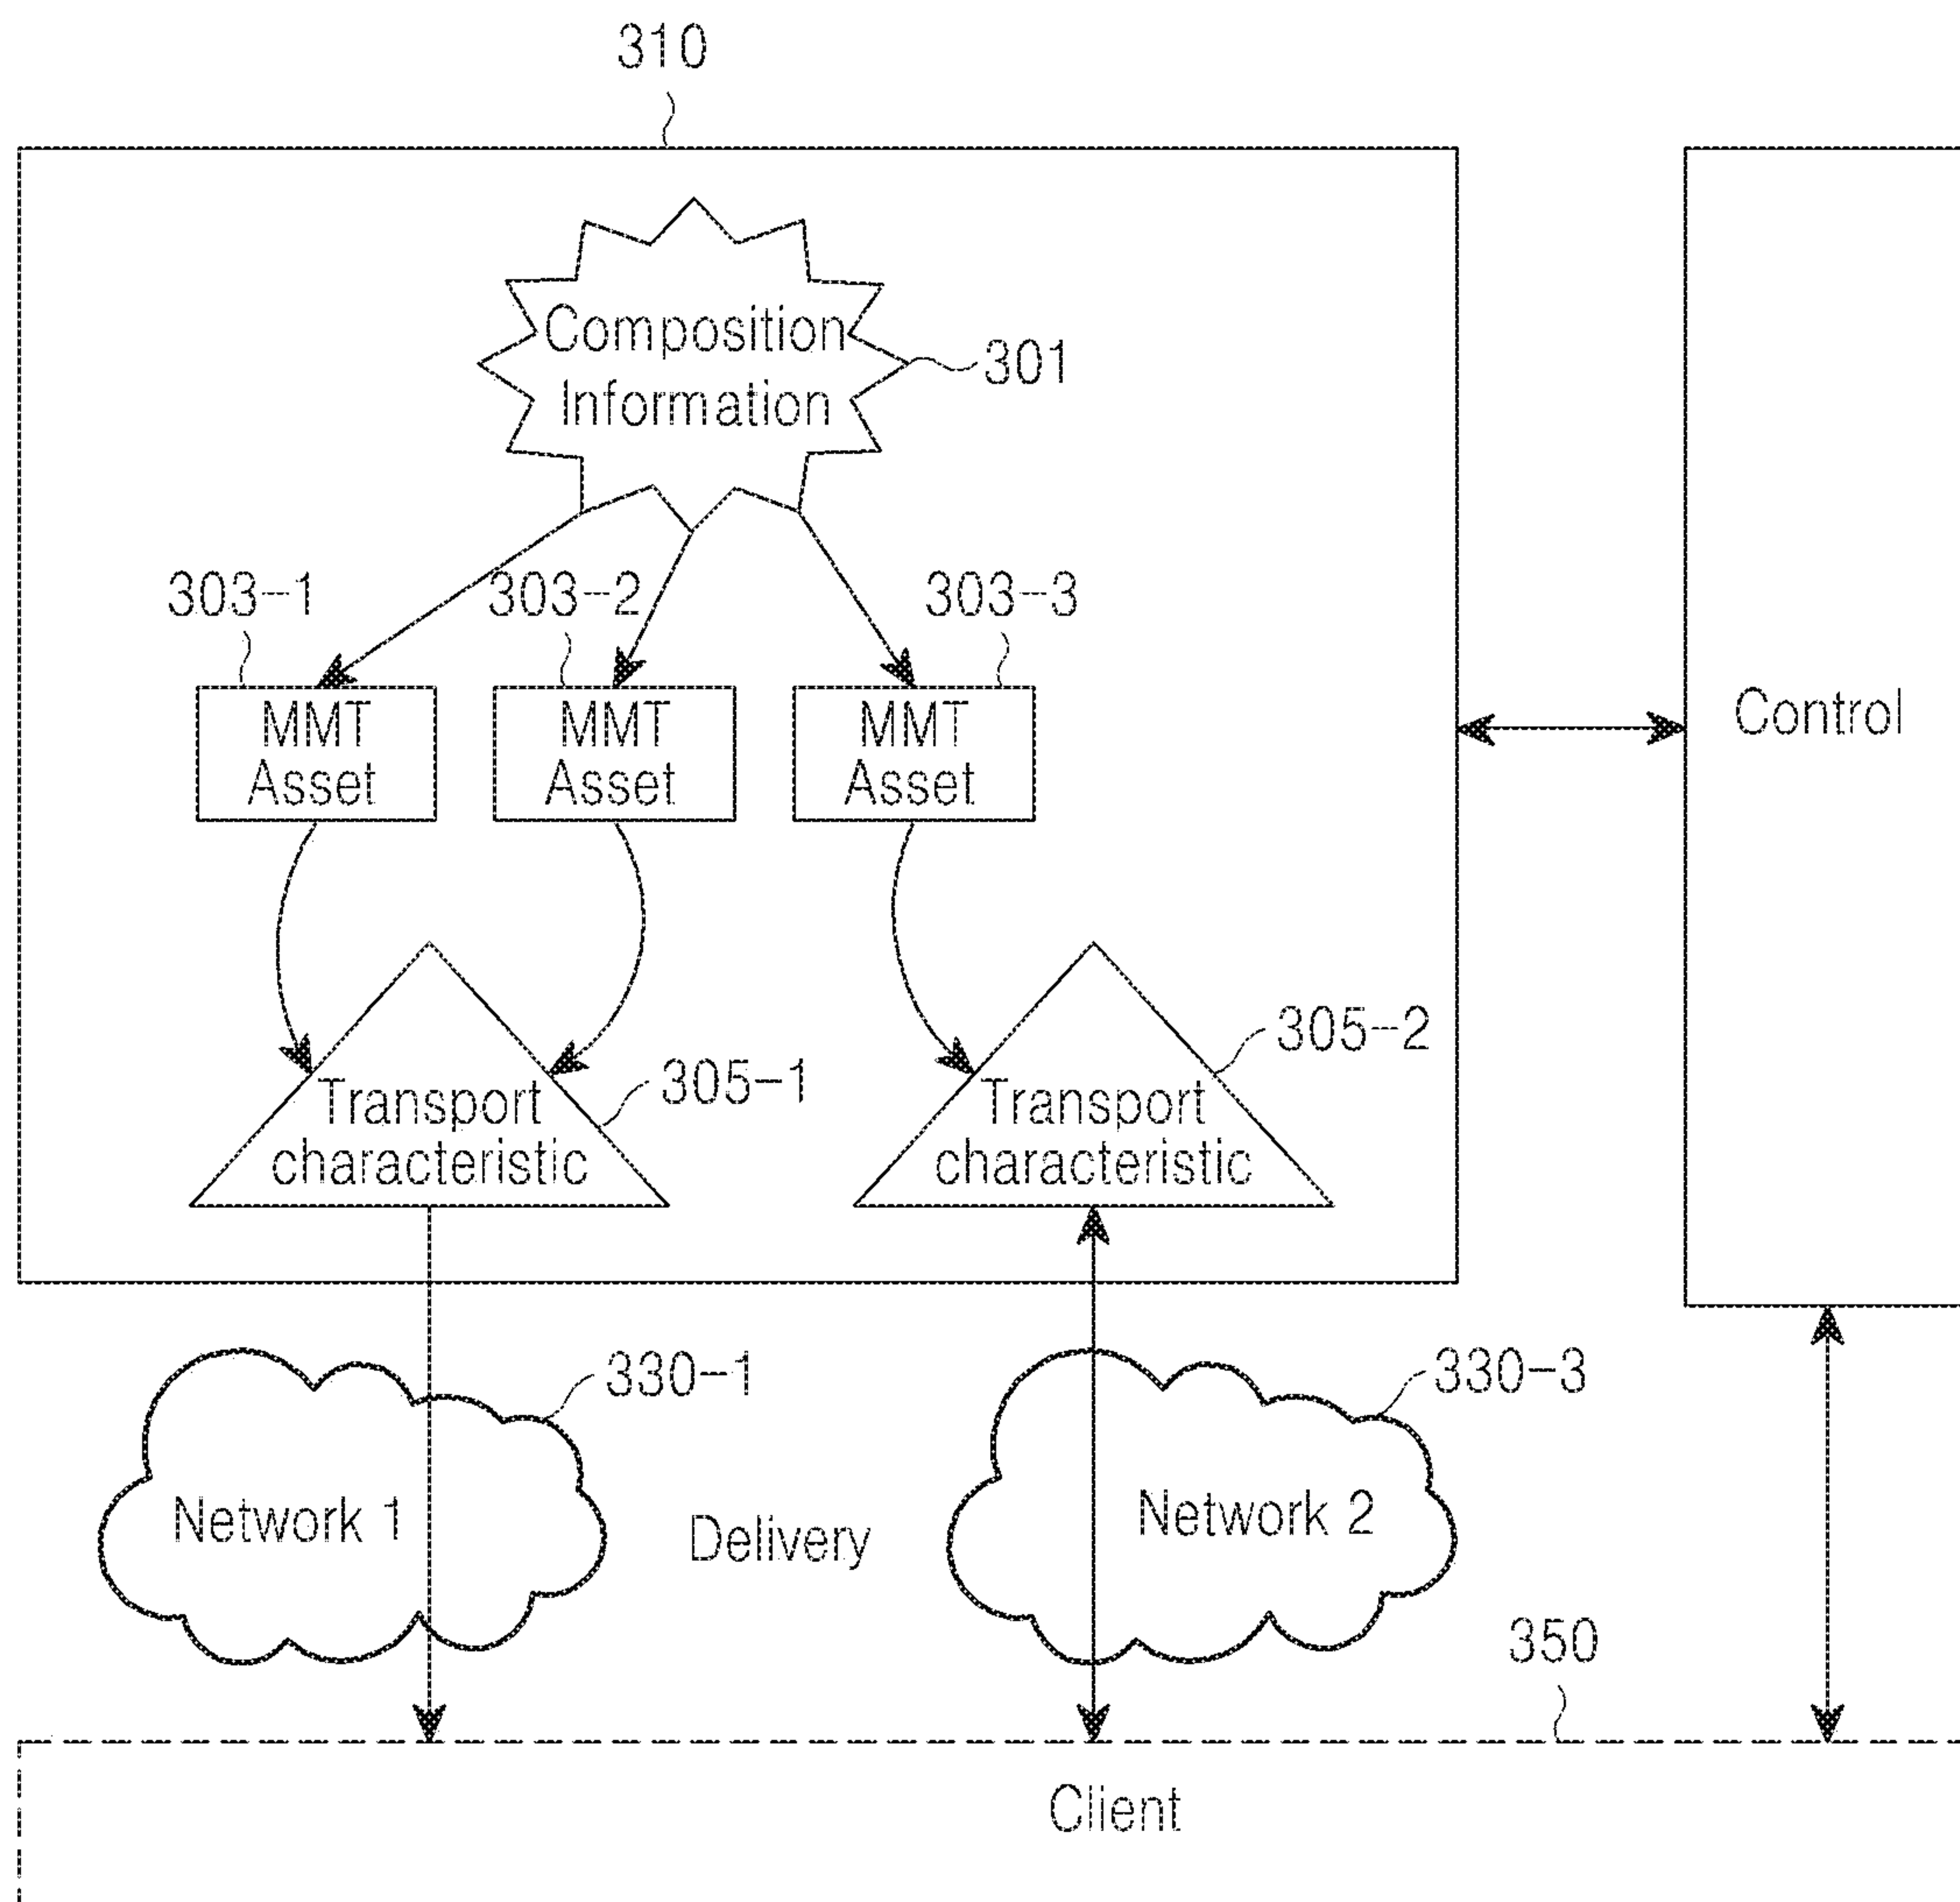 310
Composition
Information
301
303-1
303-2
303-3
MMT
Asset
MMT
Asset
MMT
Asset
Control
305-1
305-2
Transport
characteristic
Transport
characteristic
330-1
330-3
Network 1
Delivery
Network 2
350
Client